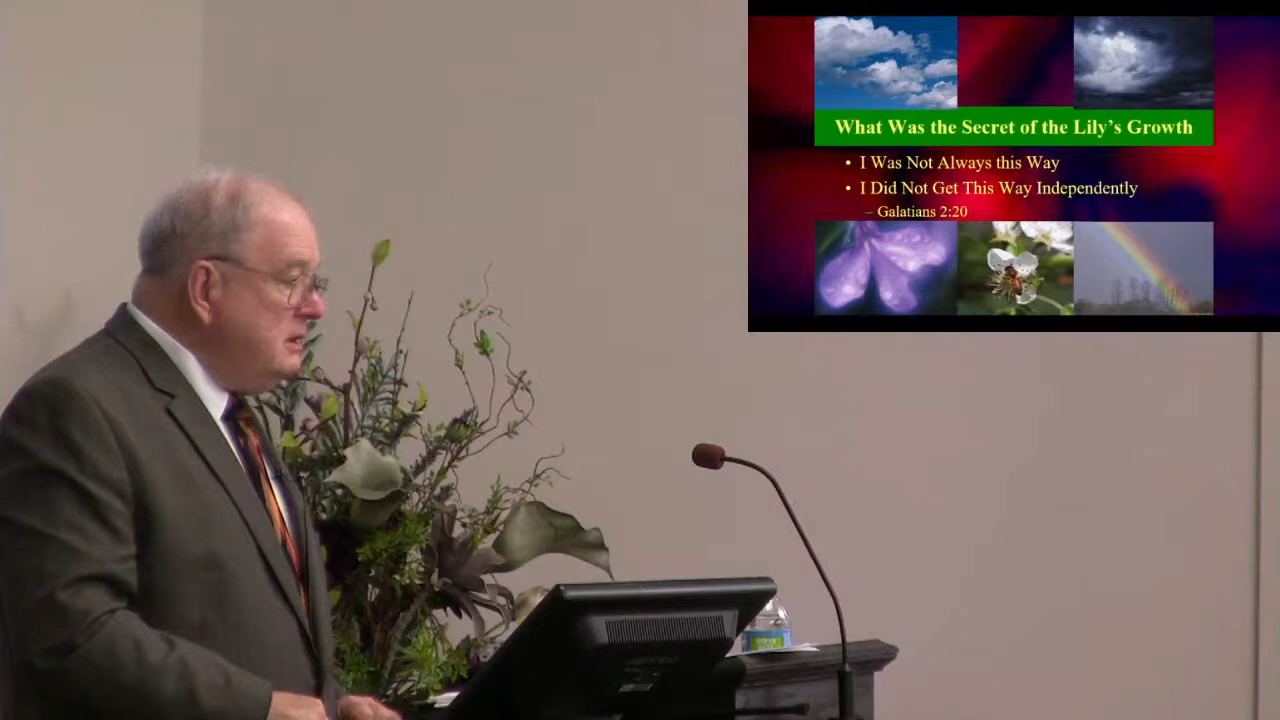 What Was the Secret of the Lily's Growth
• I Was Not Always this Way
• I Did Not Get This Way Independently
– Galatians 2:20